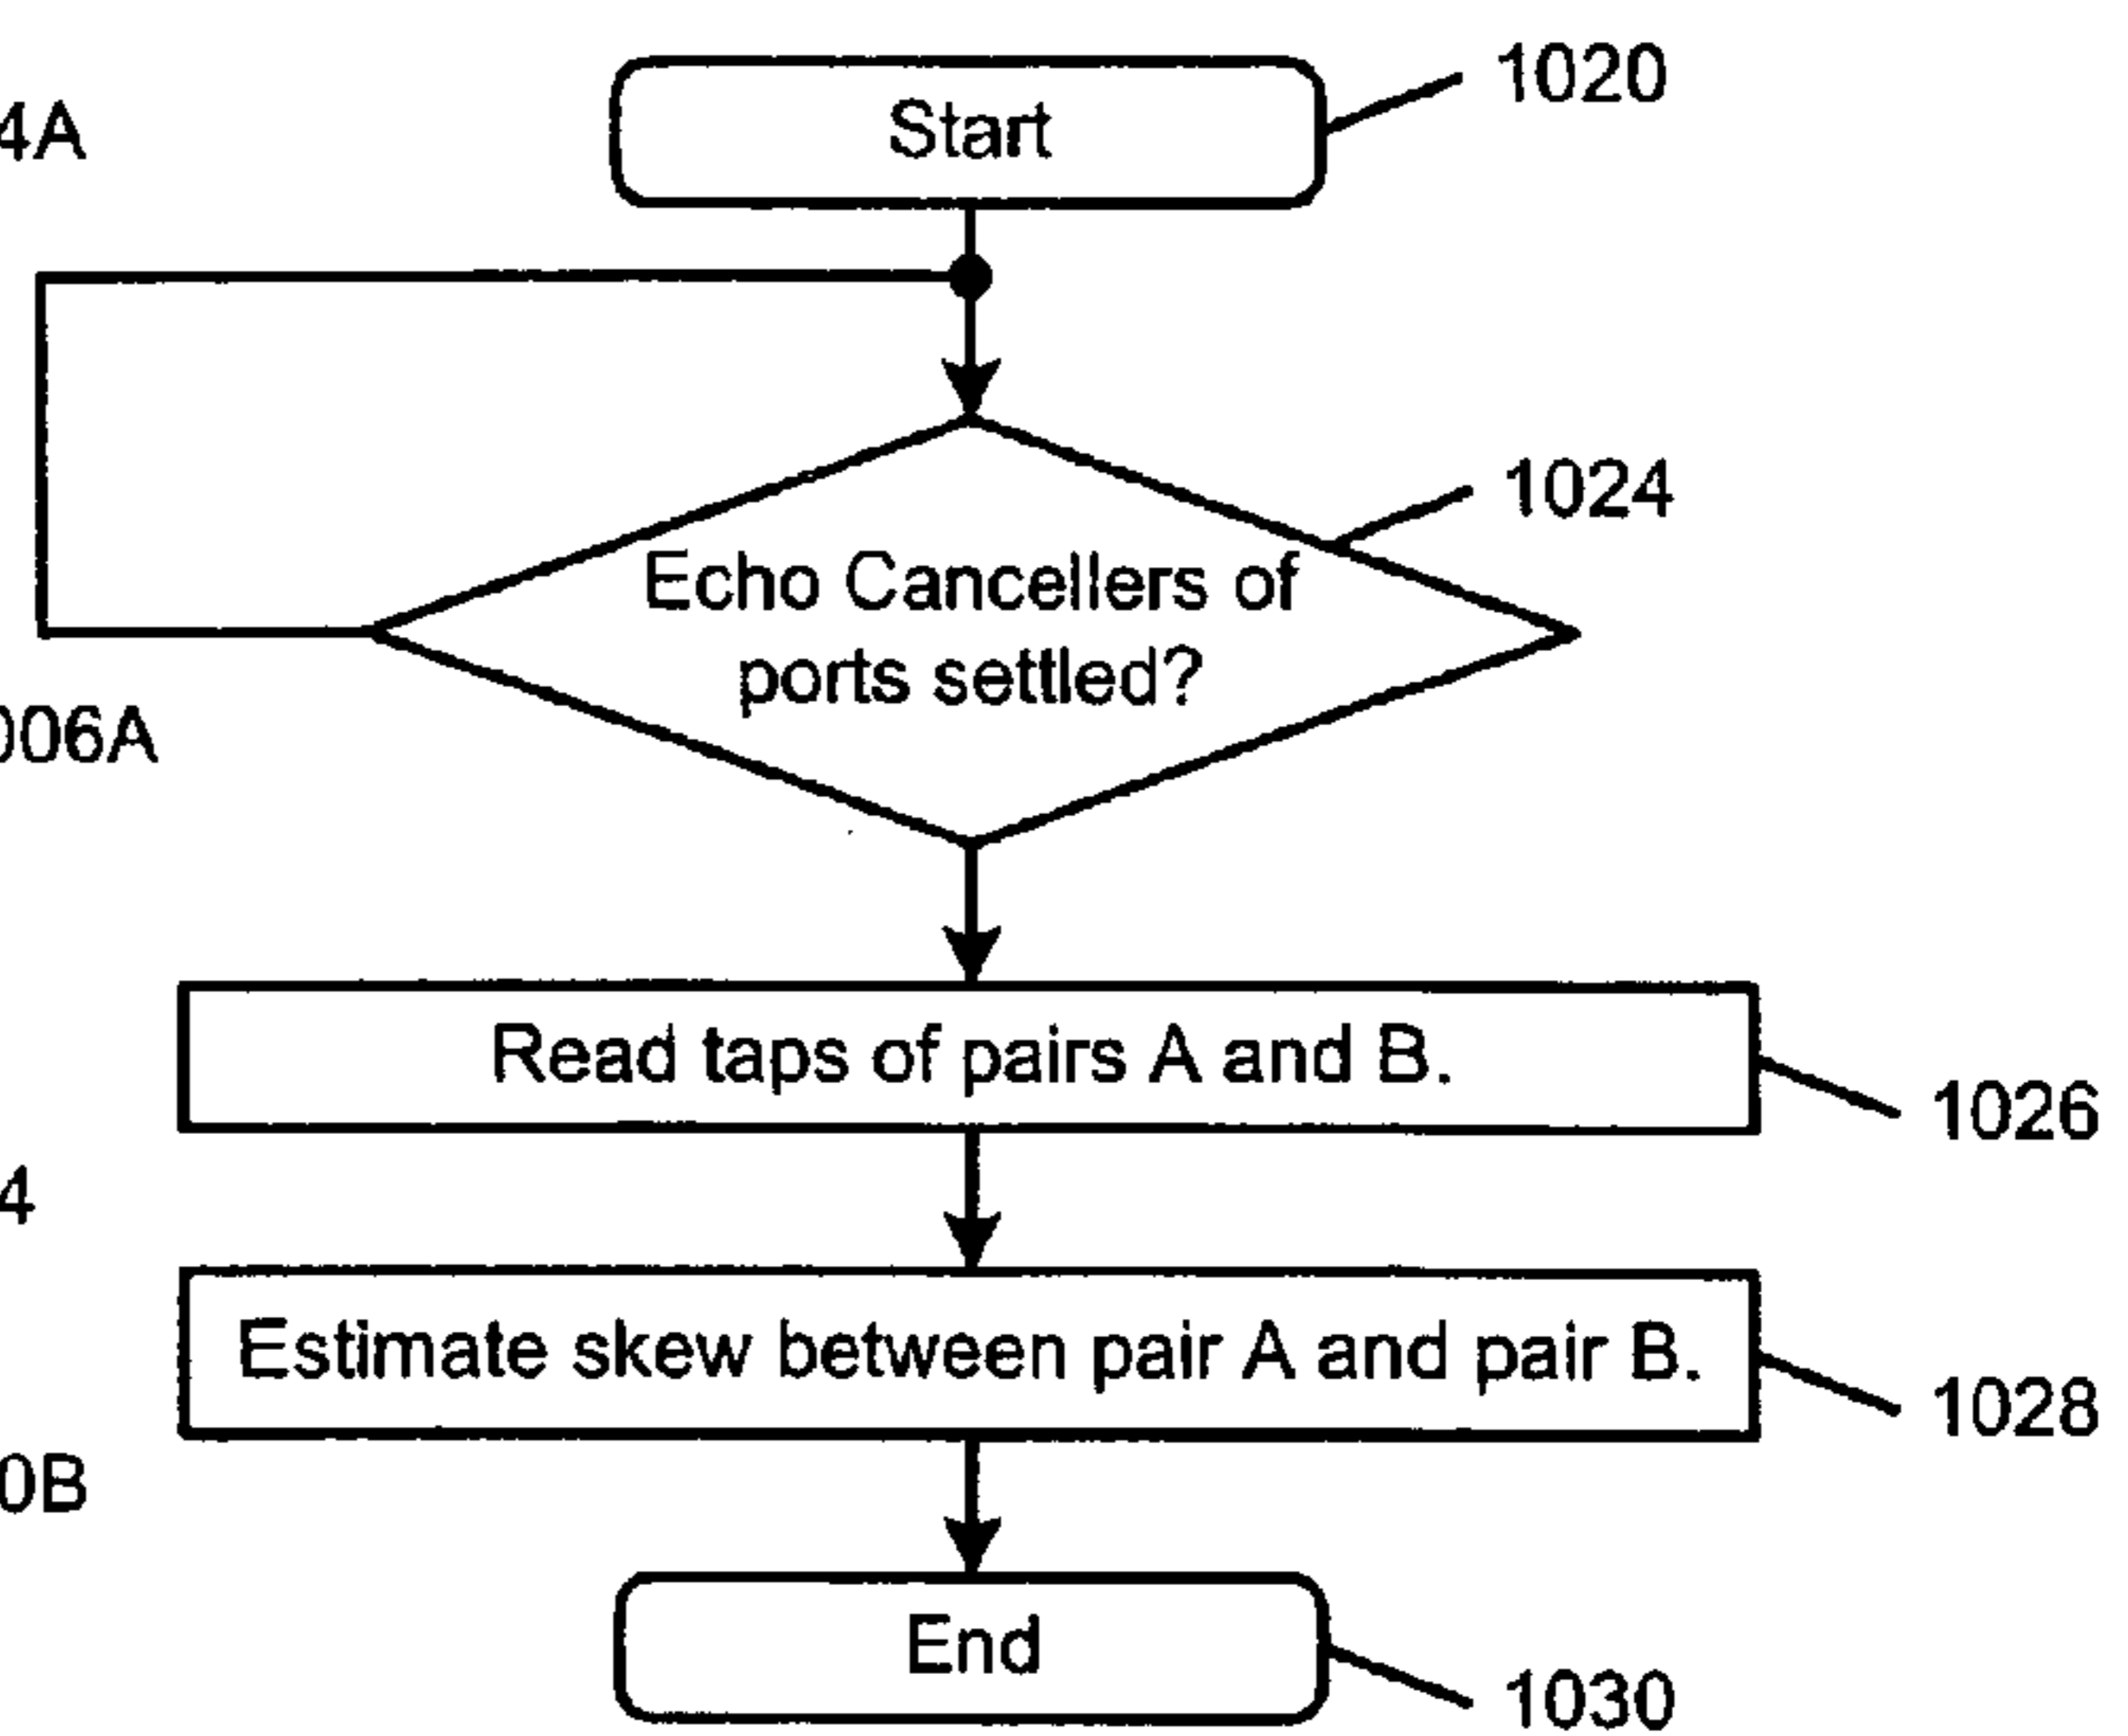 4A
Start
1020
1024
Echo Cancellers of
ports settled?
006A
Read taps of pairs A and B.
1026
4
Estimate skew between pair A and pair B.
1028
0B
End
1030